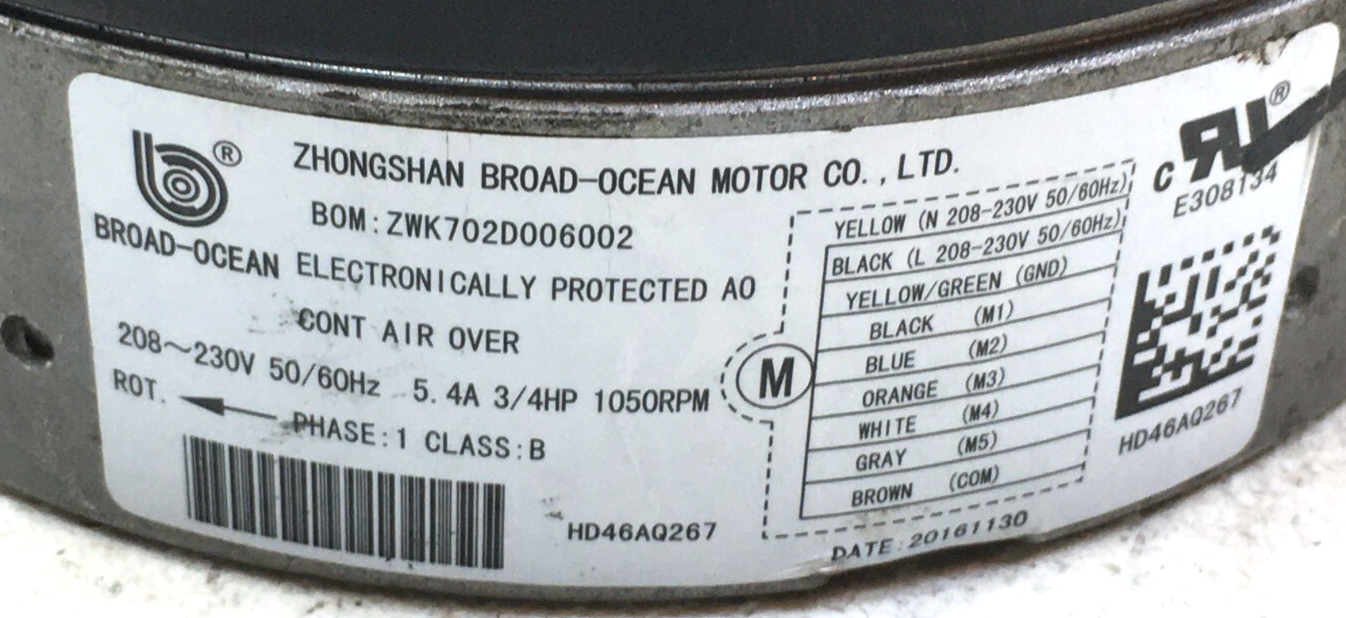 ZHONGSHAN BROAD-OCEAN MOTOR CO., LTD.
BROAD-OCEAN
®
BOM:ZWK702D006002
ELECTRONICALLY PROTECTED AO
CONT AIR OVER
208~230V 50/60Hz 5.4A 3/4HP 1050RPM
ROT.
PHASE:1 CLASS:B
HD46AQ267
M
YELLOW (N 208-230V 50/60Hz)
BLACK (L 208-230V 50/60Hz)
YELLOW/GREEN (GND)
BLACK (M1)
BLUE (M2)
ORANGE (M3)
WHITE (M4)
GRAY (M5)
BROWN (COM)
DATE:20161130
C RU ®
E308134
HD46AQ267